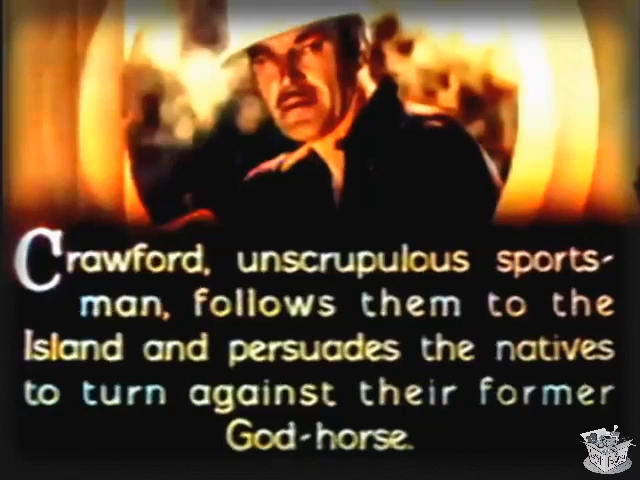 Crawford, unscrupulous sports-
man, follows them to the
Island and persuades the natives
to turn against their former
God-horse.